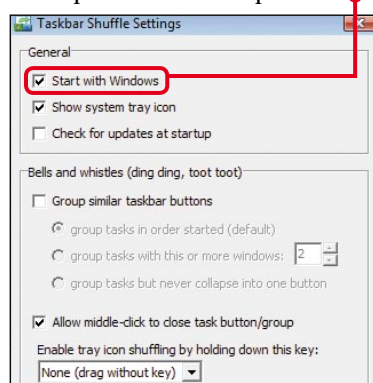 Taskbar Shuffle Settings
General
Start with Windows
Show system tray icon
Check for updates at startup
Bells and whistles (ding ding, toot toot)
Group similar taskbar buttons
group tasks in order started (default)
group tasks with this or more windows: 2
group tasks but never collapse into one button
Allow middle-click to close task button/group
Enable tray icon shuffling by holding down this key:
None (drag without key)